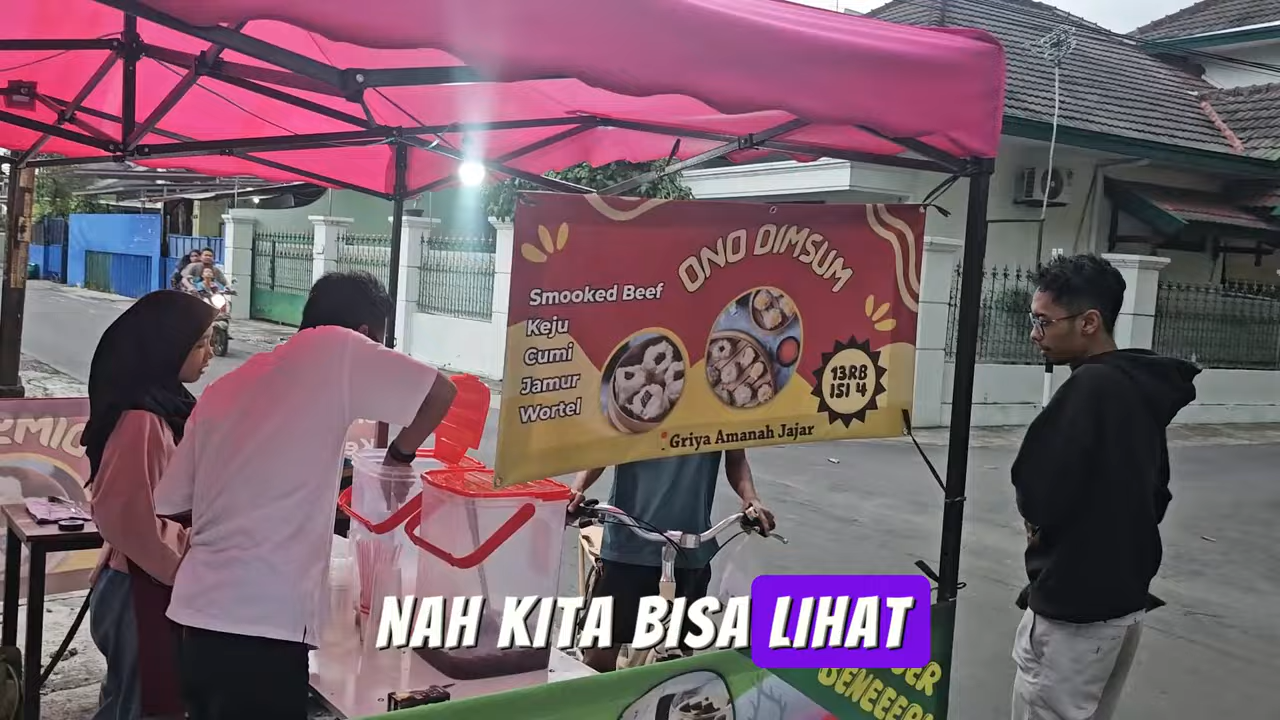 ONO DIMSUM
Smooked Beef
Keju
Cumi
Jamur
Wortel
13RB
ISI 4
Griya Amanah Jajar
NAH KITA BISA LIHAT